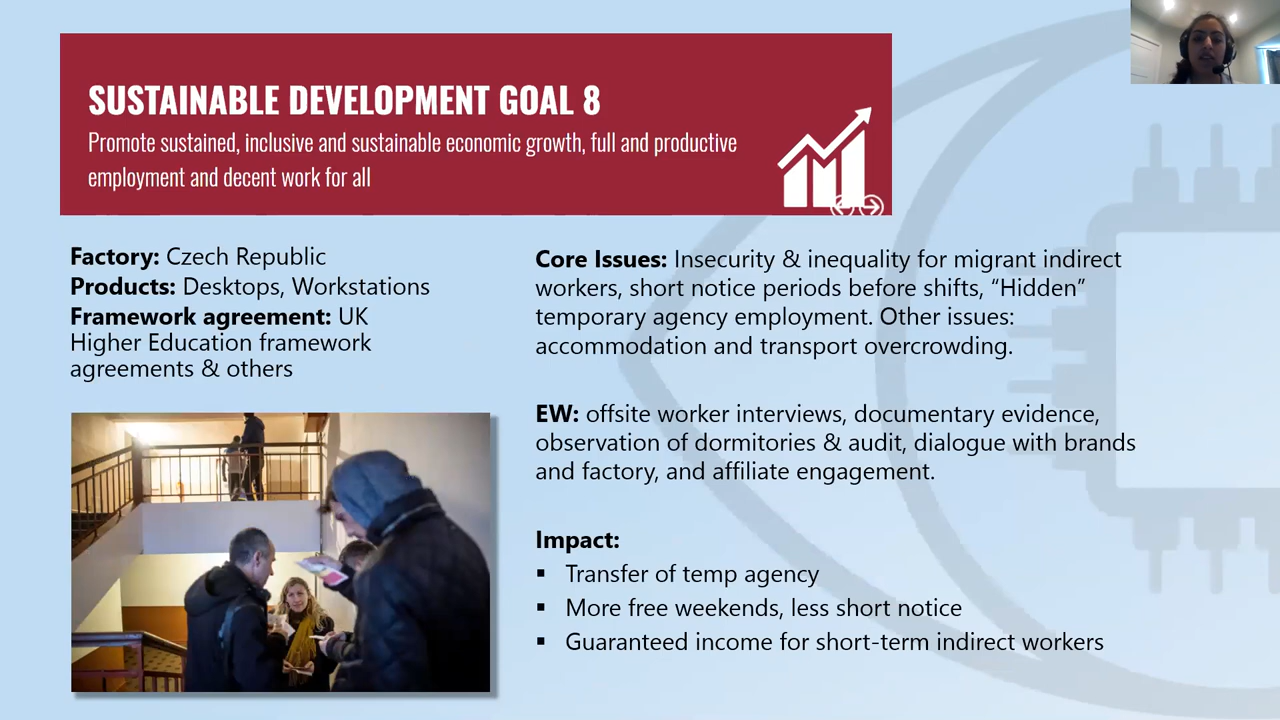 SUSTAINABLE DEVELOPMENT GOAL 8
Promote sustained, inclusive and sustainable economic growth, full and productive
employment and decent work for all
Factory: Czech Republic
Products: Desktops, Workstations
Framework agreement: UK
Higher Education framework
agreements & others
Core Issues: Insecurity & inequality for migrant indirect
workers, short notice periods before shifts, “Hidden”
temporary agency employment. Other issues:
accommodation and transport overcrowding.
EW: offsite worker interviews, documentary evidence,
observation of dormitories & audit, dialogue with brands
and factory, and affiliate engagement.
Impact:
▪ Transfer of temp agency
▪ More free weekends, less short notice
▪ Guaranteed income for short-term indirect workers